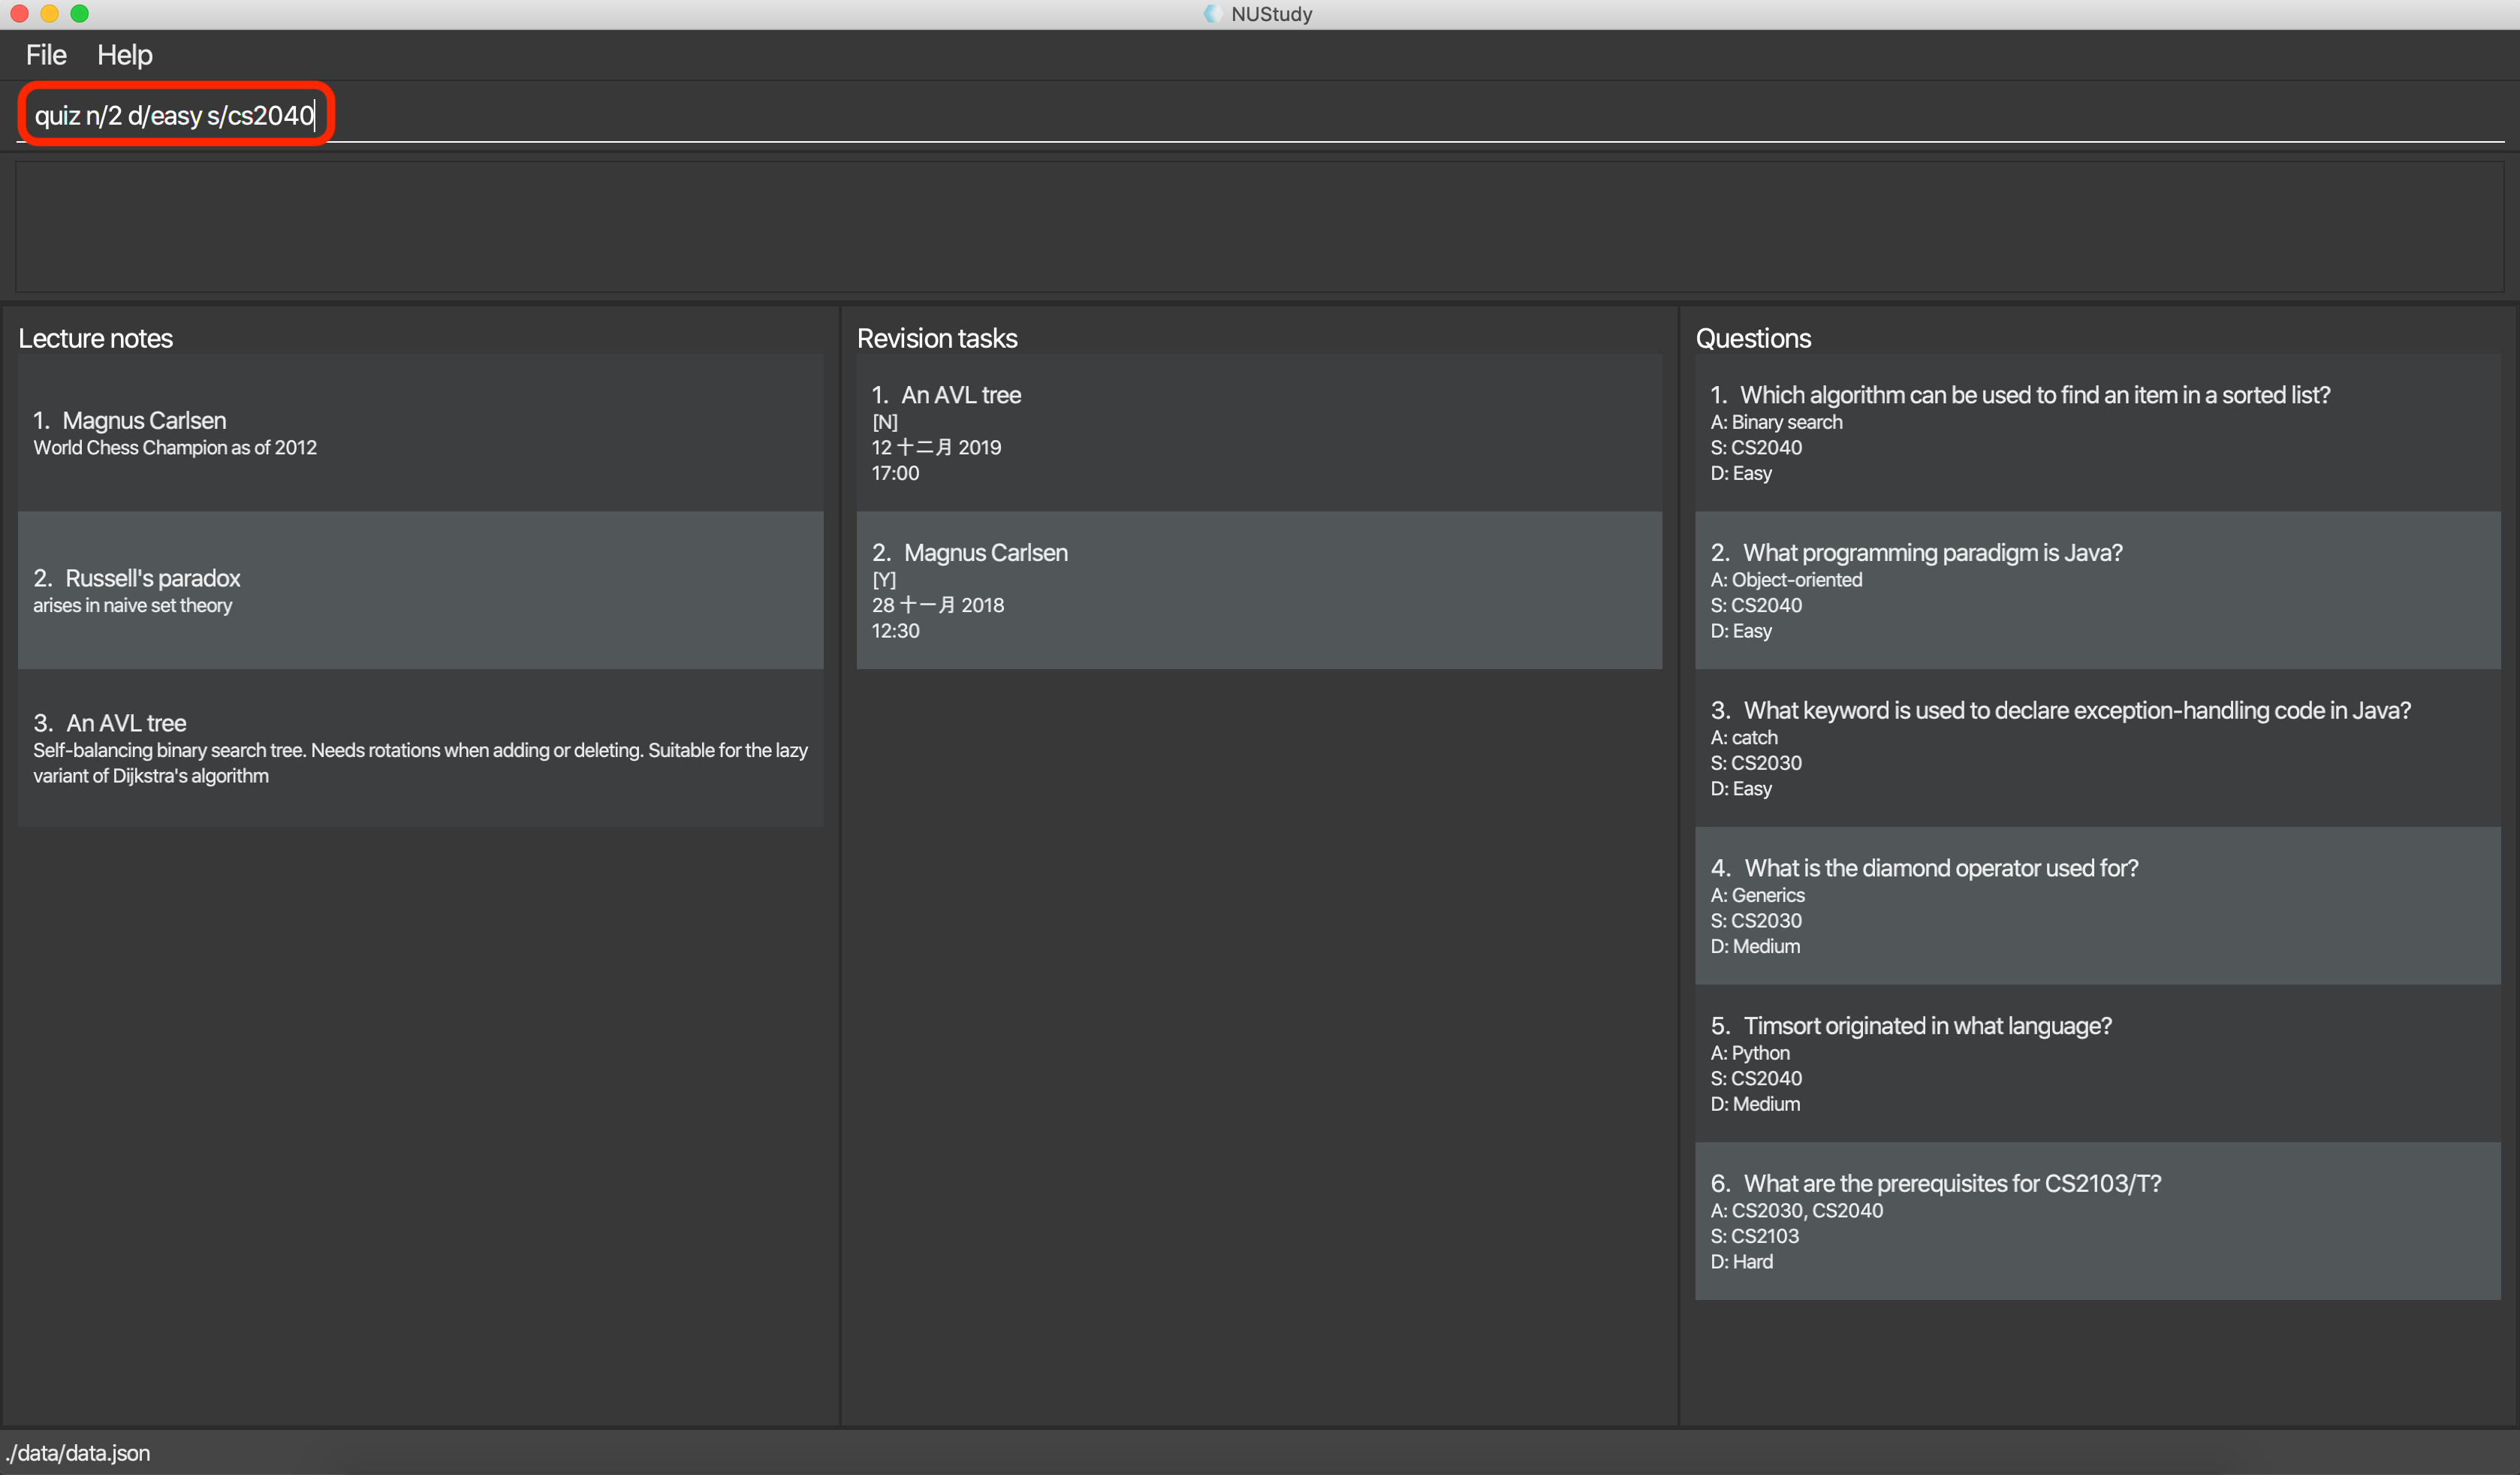 NUStudy
File Help
quiz n/2 d/easy s/cs2040
Lecture notes
1. Magnus Carlsen
World Chess Champion as of 2012
2. Russell's paradox
arises in naive set theory
3. An AVL tree
Self-balancing binary search tree. Needs rotations when adding or deleting. Suitable for the lazy
variant of Dijkstra's algorithm
Revision tasks
1. An AVL tree
[N]
12 十二月 2019
17:00
2. Magnus Carlsen
[Y]
28 十一月 2018
12:30
Questions
1. Which algorithm can be used to find an item in a sorted list?
A: Binary search
S: CS2040
D: Easy
2. What programming paradigm is Java?
A: Object-oriented
S: CS2040
D: Easy
3. What keyword is used to declare exception-handling code in Java?
A: catch
S: CS2030
D: Easy
4. What is the diamond operator used for?
A: Generics
S: CS2030
D: Medium
5. Timsort originated in what language?
A: Python
S: CS2040
D: Medium
6. What are the prerequisites for CS2103/T?
A: CS2030, CS2040
S: CS2103
D: Hard
./data/data.json